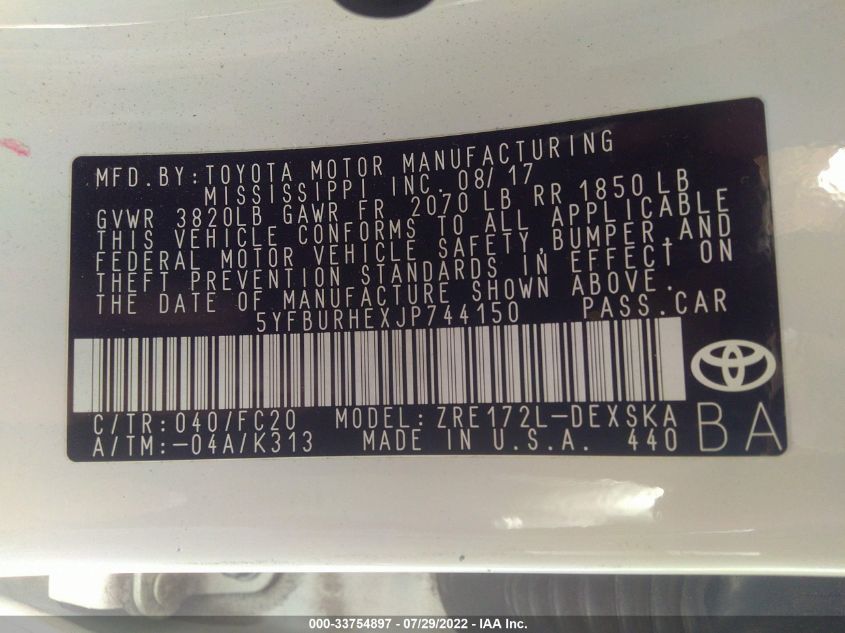 MFD. BY: TOYOTA MOTOR MANUFACTURING
MISSISSIPPI INC. 08/17
GVWR 3820LB GAWR FR 2070 LB RR 1850 LB
THIS VEHICLE CONFORMS TO ALL APPLICABLE
FEDERAL MOTOR VEHICLE SAFETY, BUMPER, AND
THEFT PREVENTION STANDARDS IN EFFECT ON
THE DATE OF MANUFACTURE SHOWN ABOVE.
5YFBURHEXJP744150 PASS. CAR
C/TR: 040/FC20 MODEL: ZRE172L-DEXSKA
A/TM:-04A/K313 MADE IN U.S.A. 440
BA
000-33754897 - 07/29/2022 - IAA Inc.